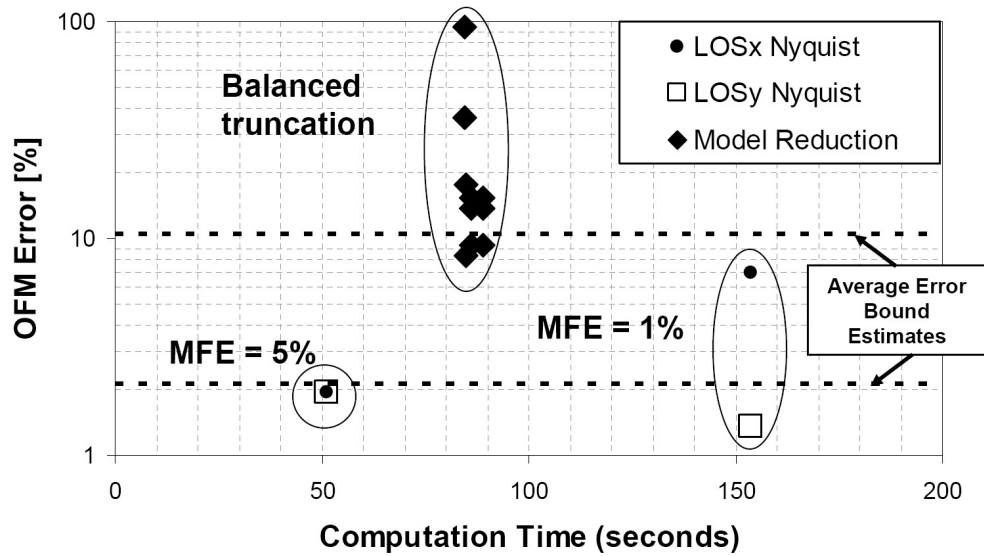 100
LOSx Nyquist
LOSy Nyquist
Model Reduction
Balanced
truncation
OFM Error [%]
10
Average Error
Bound
Estimates
MFE = 1%
MFE = 5%
1
0
50
100
150
200
Computation Time (seconds)